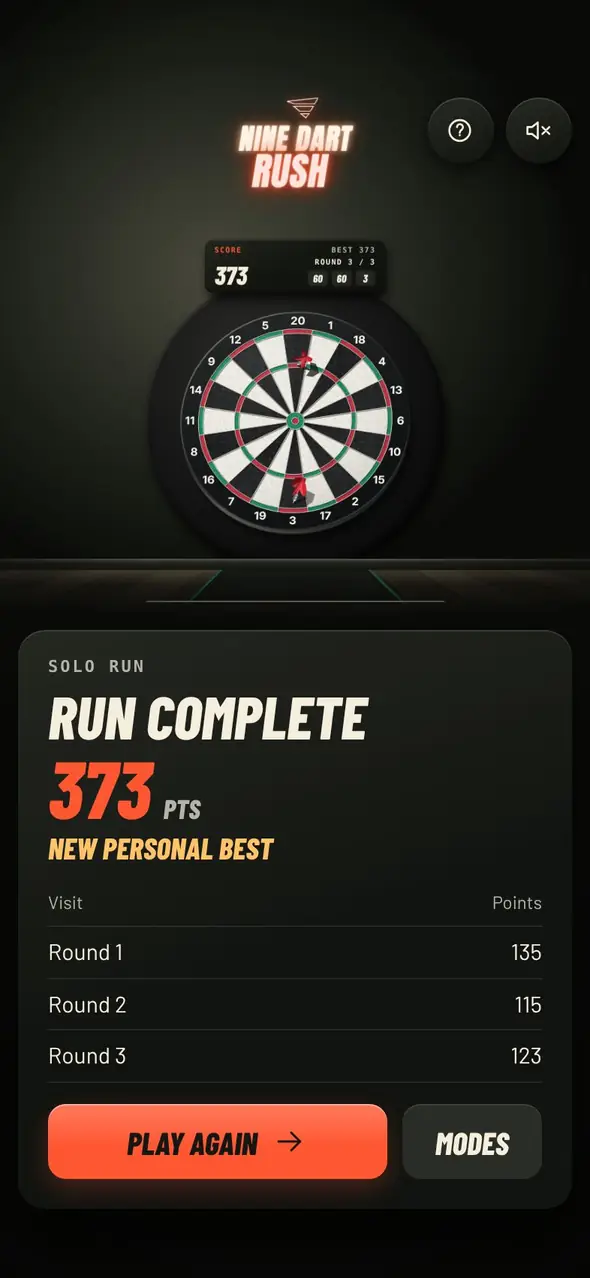 NINE DART
RUSH
SCORE
BEST 373
ROUND 3 / 3
373
60 60 3
20
5 1
12 18
9 4
14 13
11 6
8 10
16 15
7 2
19 17
3
SOLO RUN
RUN COMPLETE
373 PTS
NEW PERSONAL BEST
Visit Points
Round 1 135
Round 2 115
Round 3 123
PLAY AGAIN →
MODES